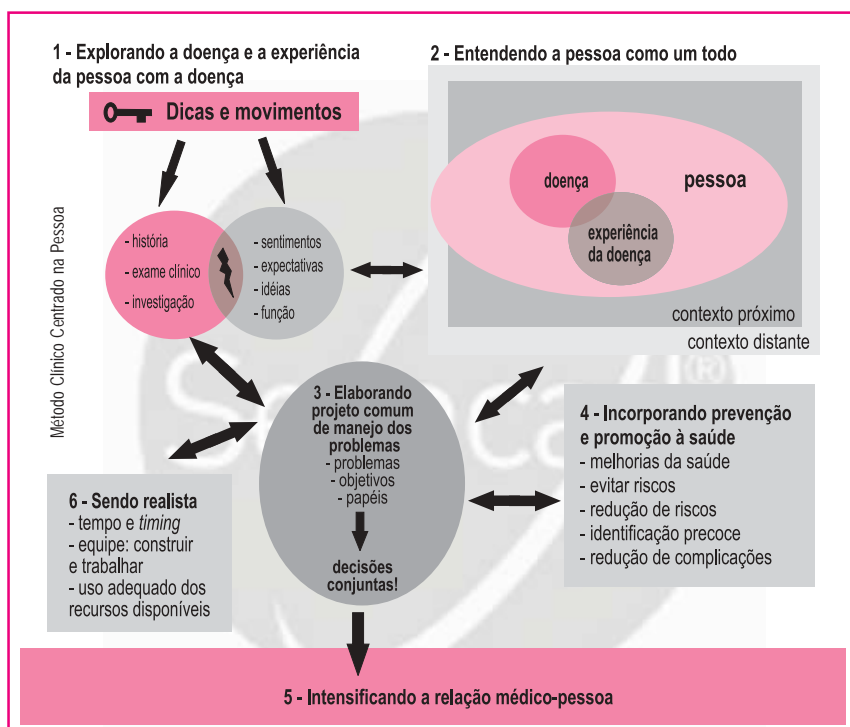 1 - Explorando a doença e a experiência
da pessoa com a doença
Dicas e movimentos
- história
- exame clínico
- investigação
- sentimentos
- expectativas
- idéias
- função
2 - Entendendo a pessoa como um todo
doença
pessoa
experiência
da doença
contexto próximo
contexto distante
Método Clínico Centrado na Pessoa
3 - Elaborando
projeto comum
de manejo dos
problemas
- problemas
- objetivos
- papéis
decisões
conjuntas!
4 - Incorporando prevenção
e promoção à saúde
- melhorias da saúde
- evitar riscos
- redução de riscos
- identificação precoce
- redução de complicações
6 - Sendo realista
- tempo e timing
- equipe: construir
e trabalhar
- uso adequado dos
recursos disponíveis
5 - Intensificando a relação médico-pessoa
®